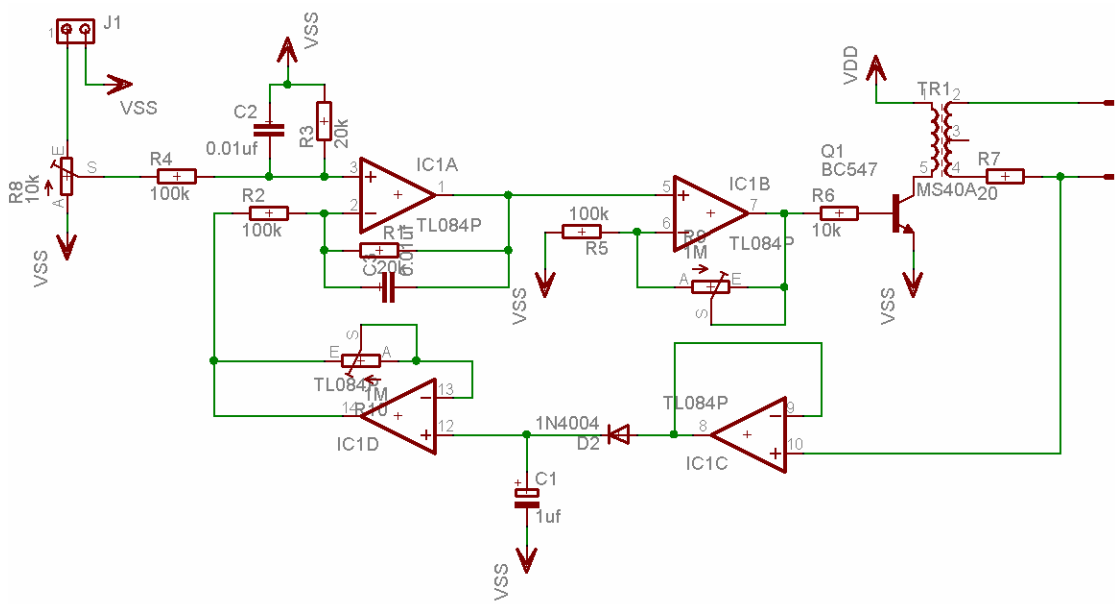 1
J1
VSS
VSS
VDD
TR1
1
2
3
5
4
MS40A
C2
0.01uf
R3
20k
E
S
R8
10k
A
VSS
R4
100k
R2
100k
3
2
1
IC1A
TL084P
R1
20k
C3
0.01uf
5
6
7
IC1B
TL084P
100k
R5
VSS
R9
1M
A
E
S
Q1
BC547
R6
10k
VSS
R7
20
S
E
A
TL084P
1M
R10
14
13
12
IC1D
1N4004
D2
TL084P
8
9
10
IC1C
C1
1uf
VSS